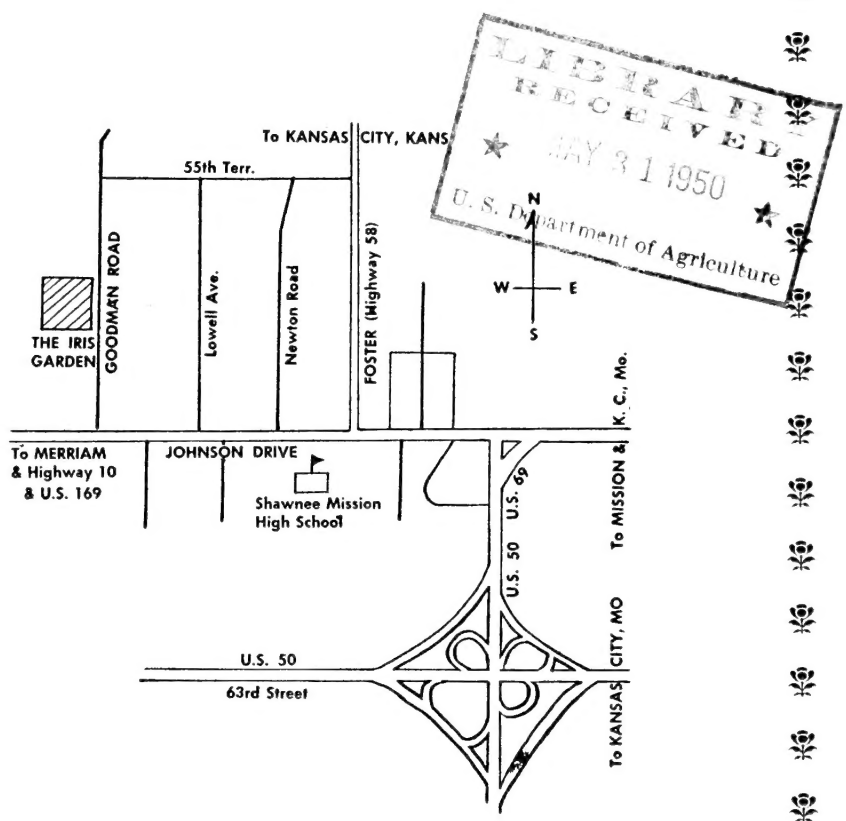 LIBRARY
RECEIVED
MAY 31 1950
U. S. Department of Agriculture
To KANSAS CITY, KANS
55th Terr.
N
W E
S
GOODMAN ROAD
Lowell Ave.
Newton Road
FOSTER (Highway 58)
THE IRIS
GARDEN
To MERRIAM
& Highway 10
& U.S. 169
JOHNSON DRIVE
Shawnee Mission
High School
U.S. 69
U.S. 50
To MISSION & K. C., Mo.
U.S. 50
63rd Street
To KANSAS CITY, MO